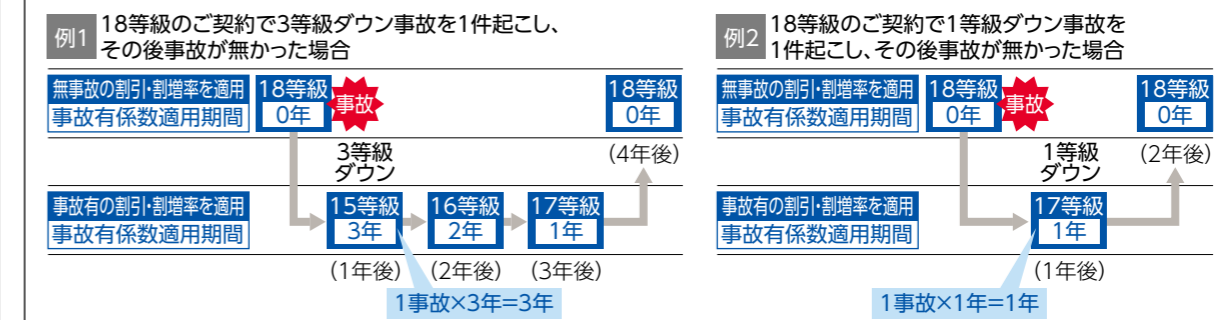 例1
18等級のご契約で3等級ダウン事故を1件起こし、
その後事故が無かった場合
無事故の割引・割増率を適用
事故有係数適用期間
18等級
0年
事故
18等級
0年
3等級
ダウン
(4年後)
事故有の割引・割増率を適用
事故有係数適用期間
15等級
3年
16等級
2年
17等級
1年
(1年後)
(2年後)
(3年後)
1事故×3年=3年
例2
18等級のご契約で1等級ダウン事故を
1件起こし、その後事故が無かった場合
無事故の割引・割増率を適用
事故有係数適用期間
18等級
0年
事故
18等級
0年
1等級
ダウン
(2年後)
事故有の割引・割増率を適用
事故有係数適用期間
17等級
1年
(1年後)
1事故×1年=1年